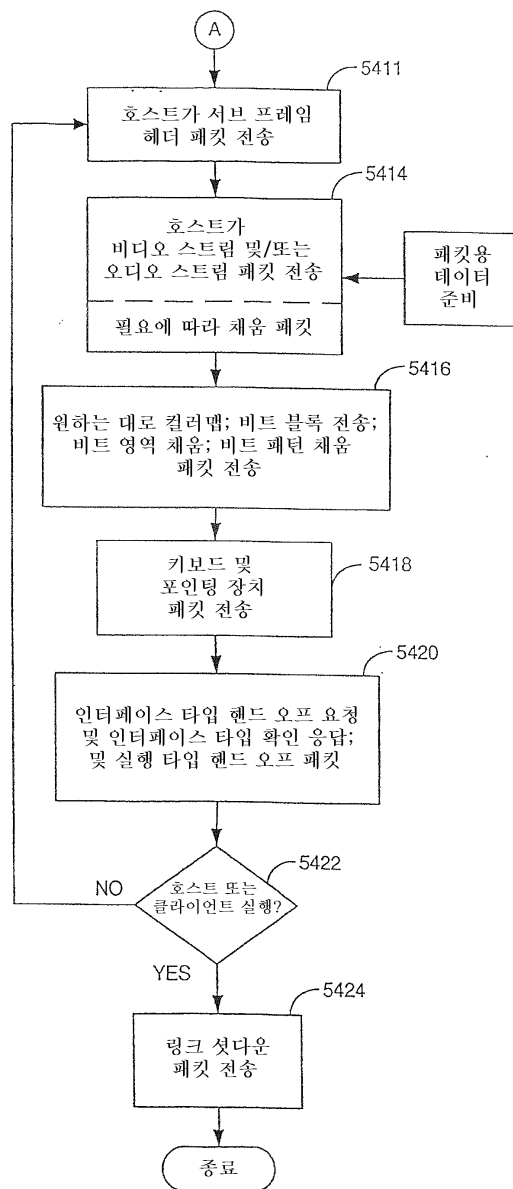 A
5411
호스트가 서브 프레임
헤더 패킷 전송
5414
호스트가
비디오 스트림 및/또는
오디오 스트림 패킷 전송
필요에 따라 채움 패킷
패킷용
데이터
준비
5416
원하는 대로 컬러맵; 비트 블록 전송;
비트 영역 채움; 비트 패턴 채움
패킷 전송
키보드 및
포인팅 장치
패킷 전송
5418
5420
인터페이스 타입 핸드 오프 요청
및 인터페이스 타입 확인 응답;
및 실행 타입 핸드 오프 패킷
5422
NO
호스트 또는
클라이언트 실행?
YES
5424
링크 셧다운
패킷 전송
종료